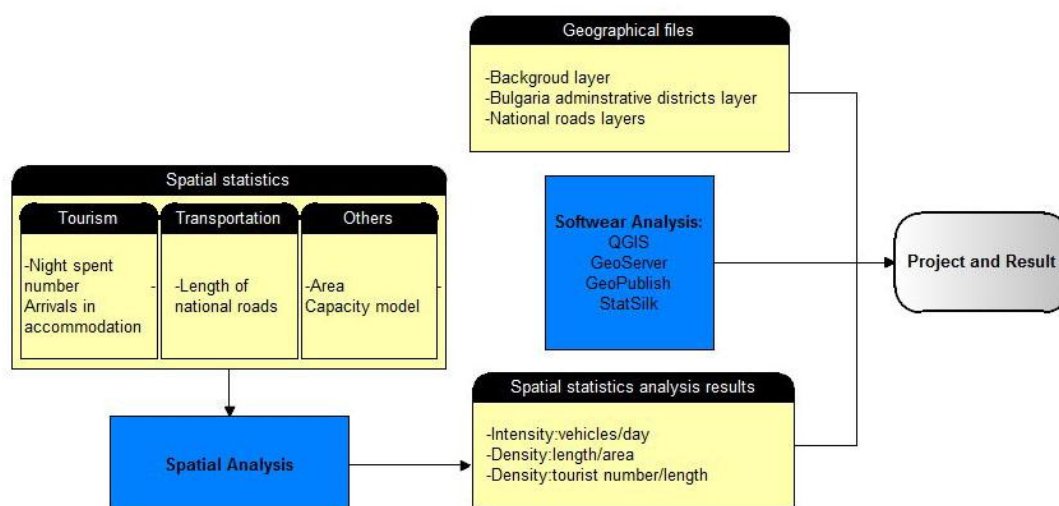 Geographical files
-Backgroud layer
-Bulgaria adminstrative districts layer
-National roads layers
Spatial statistics
Tourism
-Night spent
number -
Arrivals in
accommodation
Transportation
-Length of
national roads
Others
-Area -
Capacity model
Softwear Analysis:
QGIS
GeoServer
GeoPublish
StatSilk
Project and Result
Spatial Analysis
Spatial statistics analysis results
-Intensity:vehicles/day
-Density:length/area
-Density:tourist number/length